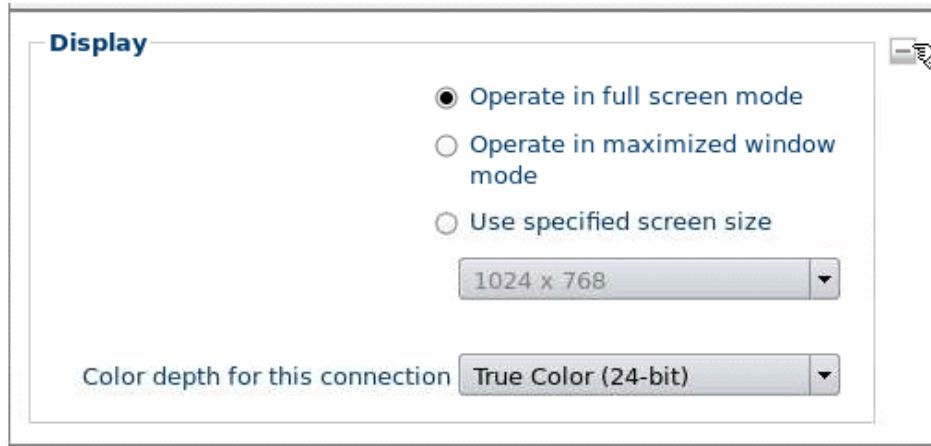 Display
Operate in full screen mode
Operate in maximized window
mode
Use specified screen size
1024 x 768
Color depth for this connection True Color (24-bit)